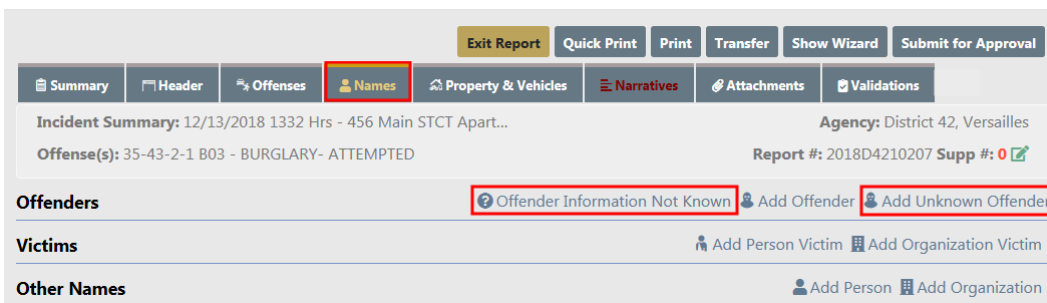 Exit Report Quick Print Print Transfer Show Wizard Submit for Approval
Summary Header Offenses Names Property & Vehicles Narratives Attachments Validations
Incident Summary: 12/13/2018 1332 Hrs - 456 Main STCT Apart... Agency: District 42, Versailles
Offense(s): 35-43-2-1 B03 - BURGLARY- ATTEMPTED Report #: 2018D4210207 Supp #: 0
Offenders Offender Information Not Known Add Offender Add Unknown Offender
Victims Add Person Victim Add Organization Victim
Other Names Add Person Add Organization